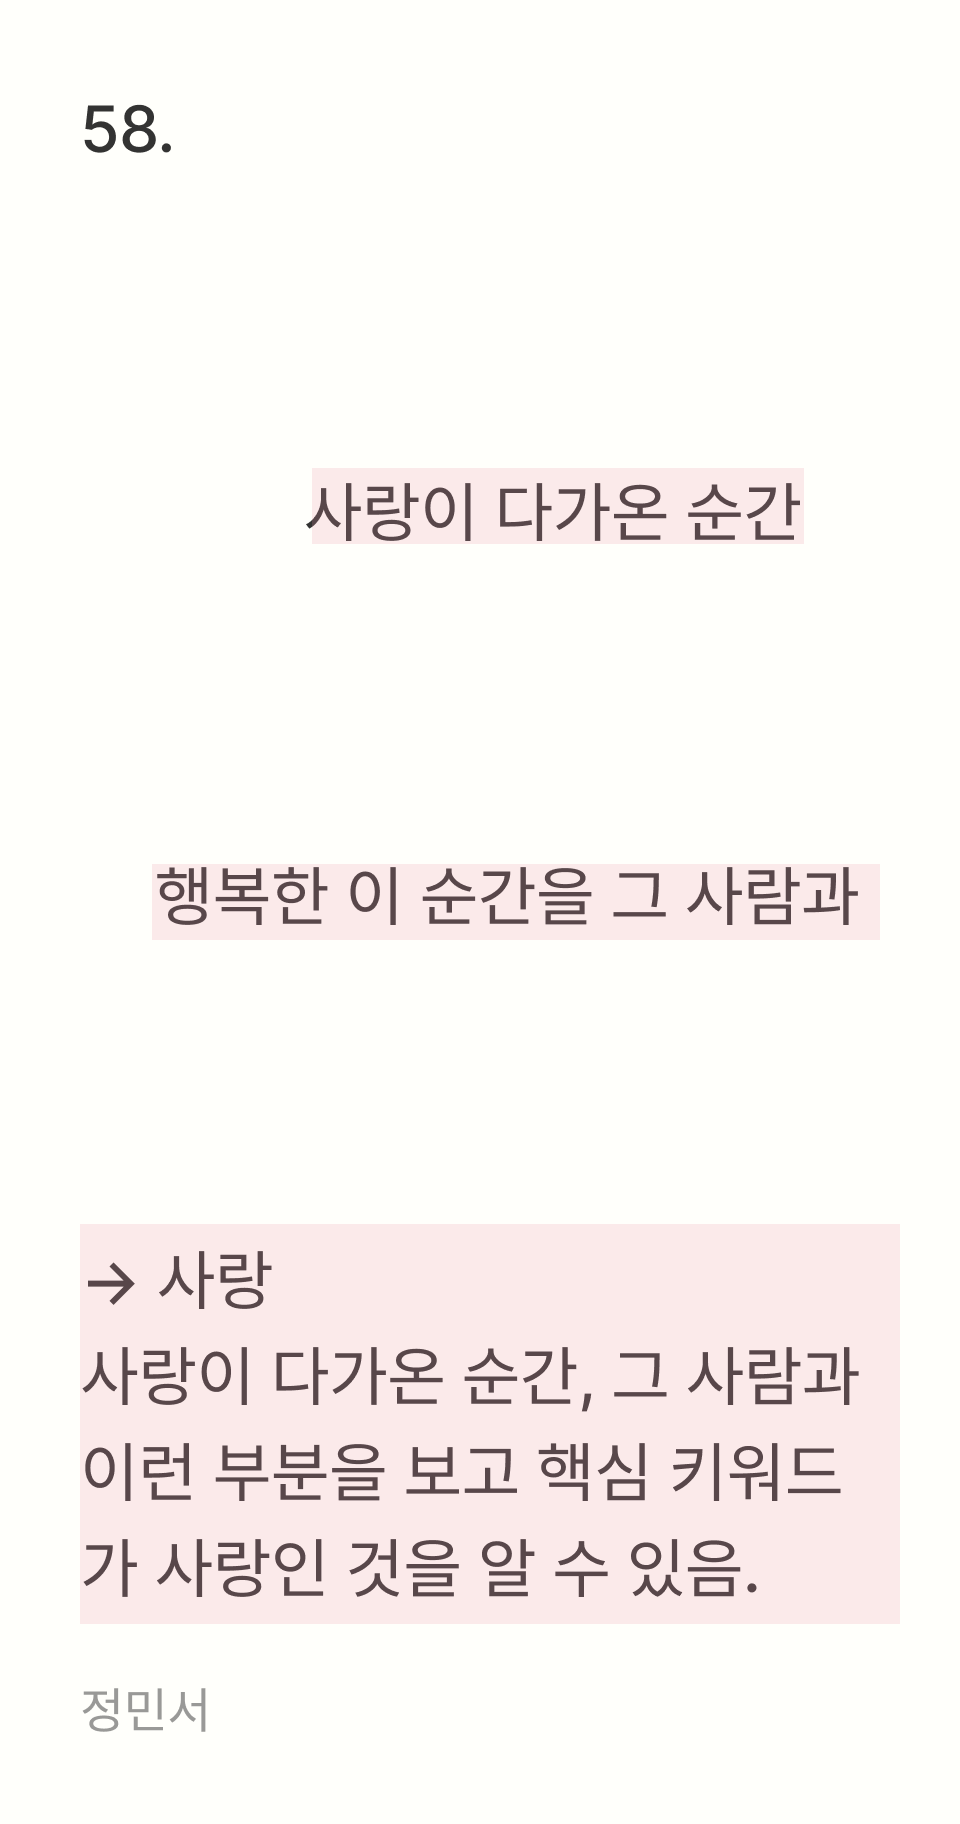 58.
사랑이 다가온 순간
행복한 이 순간을 그 사람과
→ 사랑
사랑이 다가온 순간, 그 사람과
이런 부분을 보고 핵심 키워드
가 사랑인 것을 알 수 있음.
정민서